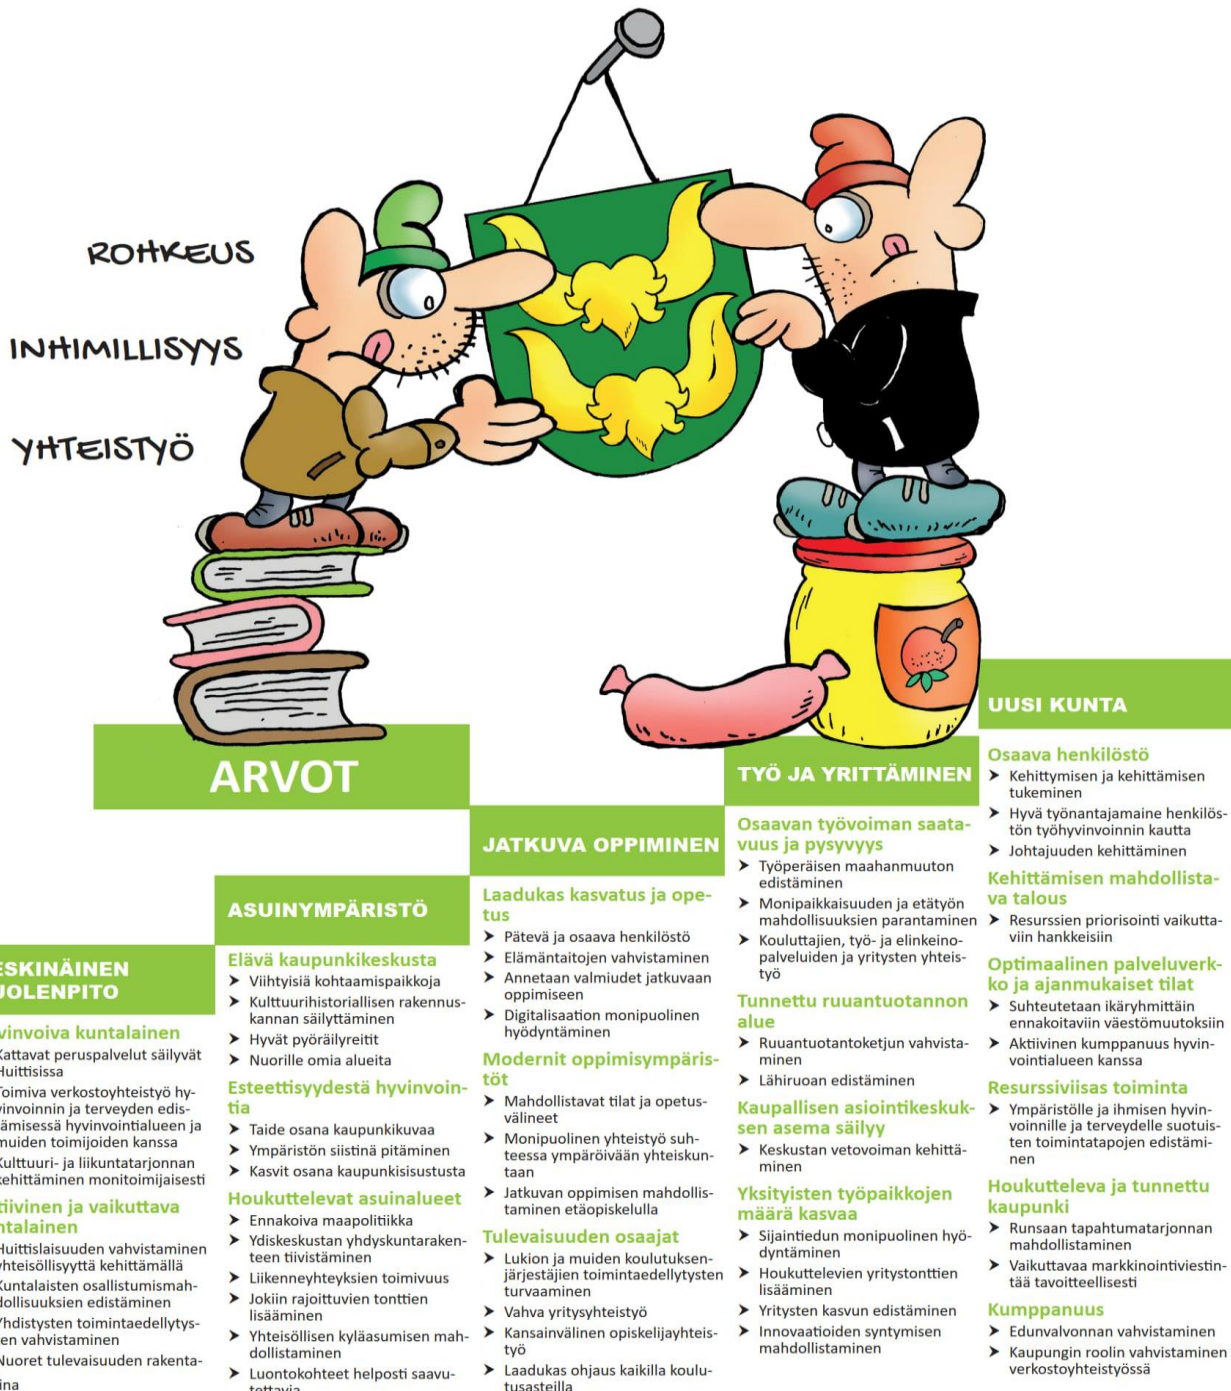 ROHKEUS
INHIMILLISYYS
YHTEISTYÖ
ARVOT
ESKINÄINEN
UOLENPITO
vinvoiva kuntalainen
Kattavat peruspalvelut säilyvät
Huittisissa
Toimiva verkostoyhteistyö hy-
vinvoinnin ja terveyden edis-
tämisessä hyvinvointialueen ja
muiden toimijoiden kanssa
Kulttuuri- ja liikuntatarjonnan
kehittäminen monitoimijaisesti
tiivinen ja vaikuttava
ntalainen
Huittislaisuuden vahvistaminen
yhteisöllisyyttä kehittämällä
Kuntalaisten osallistumismah-
dollisuuksien edistäminen
Yhdistysten toimintaedellytys-
ten vahvistaminen
Nuoret tulevaisuuden rakenta-
ina
ASUINYMPÄRISTÖ
Elävä kaupunkikeskusta
➤ Viihtyisiä kohtaamispaikkoja
➤ Kulttuurihistoriallisen rakennus-
kannan säilyttäminen
➤ Hyvät pyöräilyreitit
➤ Nuorille omia alueita
Esteettisyydestä hyvinvoin-
tia
➤ Taide osana kaupunkikuvaa
➤ Ympäristön siistinä pitäminen
➤ Kasvit osana kaupunkisisustusta
Houkuttelevat asuinalueet
➤ Ennakoiva maapolitiikka
➤ Ydiskeskustan yhdyskuntaraken-
teen tiivistäminen
➤ Liikenneyhteyksien toimivuus
➤ Jokiin rajoittuvien tonttien
lisääminen
➤ Yhteisöllisen kyläasumisen mah-
dollistaminen
➤ Luontokohteet helposti saavu-
tettavia
JATKUVA OPPIMINEN
Laadukas kasvatus ja ope-
tus
➤ Pätevä ja osaava henkilöstö
➤ Elämäntaitojen vahvistaminen
➤ Annetaan valmiudet jatkuvaan
oppimiseen
➤ Digitalisaation monipuolinen
hyödyntäminen
Modernit oppimisympäris-
töt
➤ Mahdollistavat tilat ja opetus-
välineet
➤ Monipuolinen yhteistyö suh-
teessa ympäröivään yhteiskun-
taan
➤ Jatkuvan oppimisen mahdollis-
taminen etäopiskelulla
Tulevaisuuden osaajat
➤ Lukion ja muiden koulutuksen-
järjestäjien toimintaedellytysten
turvaaminen
➤ Vahva yritysyhteistyö
➤ Kansainvälinen opiskelijayhteis-
työ
➤ Laadukas ohjaus kaikilla koulu-
tusasteilla
TYÖ JA YRITTÄMINEN
Osaavan työvoiman saata-
vuus ja pysyvyys
➤ Työperäisen maahanmuuton
edistäminen
➤ Monipaikkaisuuden ja etätyön
mahdollisuuksien parantaminen
➤ Kouluttajien, työ- ja elinkeino-
palveluiden ja yritysten yhteis-
työ
Tunnettu ruuantuotannon
alue
➤ Ruuantuotantoketjun vahvista-
minen
➤ Lähiruoan edistäminen
Kaupallisen asiointikeskuk-
sen asema säilyy
➤ Keskustan vetovoiman kehittä-
minen
Yksityisten työpaikkojen
määrä kasvaa
➤ Sijaintiedun monipuolinen hyö-
dyntäminen
➤ Houkuttelevien yritystonttien
lisääminen
➤ Yritysten kasvun edistäminen
➤ Innovaatioiden syntymisen
mahdollistaminen
UUSI KUNTA
Osaava henkilöstö
➤ Kehittymisen ja kehittämisen
tukeminen
➤ Hyvä työnantajamaine henkilös-
tön työhyvinvoinnin kautta
➤ Johtajuuden kehittäminen
Kehittämisen mahdollista-
va talous
➤ Resurssien priorisointi vaikutta-
viin hankkeisiin
Optimaalinen palveluverk-
ko ja ajanmukaiset tilat
➤ Suhteutetaan ikäryhmittäin
ennakoitaviin väestömuutoksiin
➤ Aktiivinen kumppanuus hyvin-
vointialueen kanssa
Resurssiviisas toiminta
➤ Ympäristölle ja ihmisen hyvin-
voinnille ja terveydelle suotuis-
ten toimintatapojen edistämi-
nen
Houkutteleva ja tunnettu
kaupunki
➤ Runsaan tapahtumatarjonnan
mahdollistaminen
➤ Vaikuttavaa markkinointiviestin-
tää tavoitteellisesti
Kumppanuus
➤ Edunvalvonnan vahvistaminen
➤ Kaupungin roolin vahvistaminen
verkostoyhteistyössä